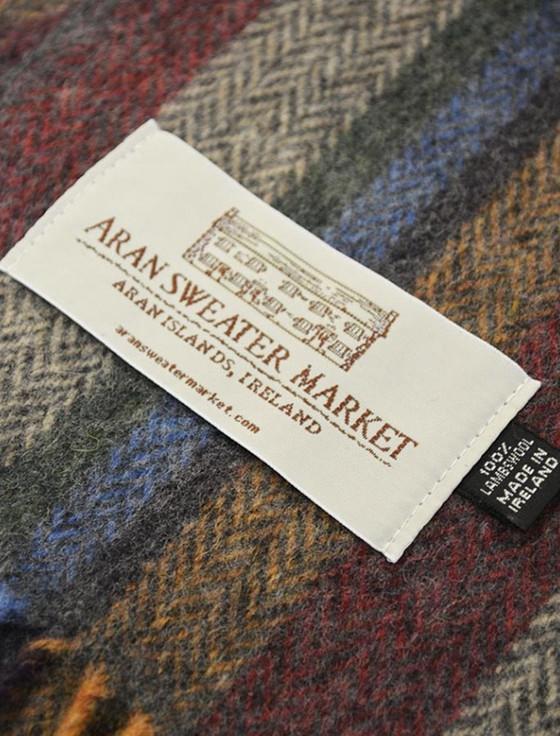 ARAN SWEATER MARKET
ARAN ISLANDS, IRELAND
aransweatermarket.com
100%
LAMBSWOOL
MADE IN
IRELAND